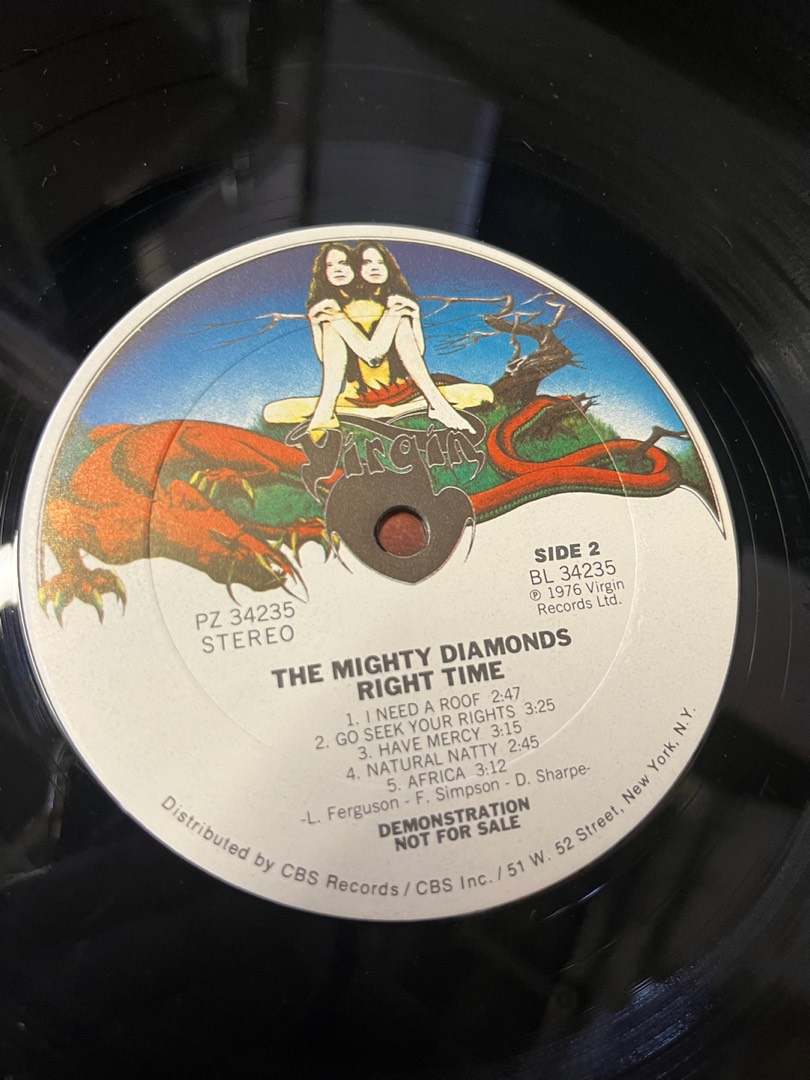 Virgin
SIDE 2
BL 34235
℗ 1976 Virgin
Records Ltd.
PZ 34235
STEREO
THE MIGHTY DIAMONDS
RIGHT TIME
1. I NEED A ROOF 2:47
2. GO SEEK YOUR RIGHTS 3:25
3. HAVE MERCY 3:15
4. NATURAL NATTY 2:45
5. AFRICA 3:12
-L. Ferguson - F. Simpson - D. Sharpe-
DEMONSTRATION
NOT FOR SALE
Distributed by CBS Records / CBS Inc. / 51 W. 52 Street, New York, N.Y.